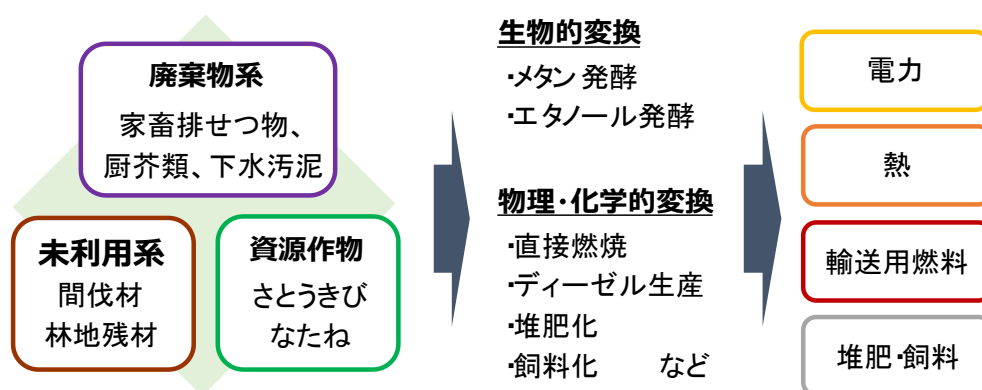 廃棄物系
家畜排せつ物、
厨芥類、下水汚泥
未利用系
間伐材
林地残材
資源作物
さとうきび
なたね
生物的変換
・メタン発酵
・エタノール発酵
物理・化学的変換
・直接燃焼
・ディーゼル生産
・堆肥化
・飼料化　　など
電力
熱
輸送用燃料
堆肥・飼料